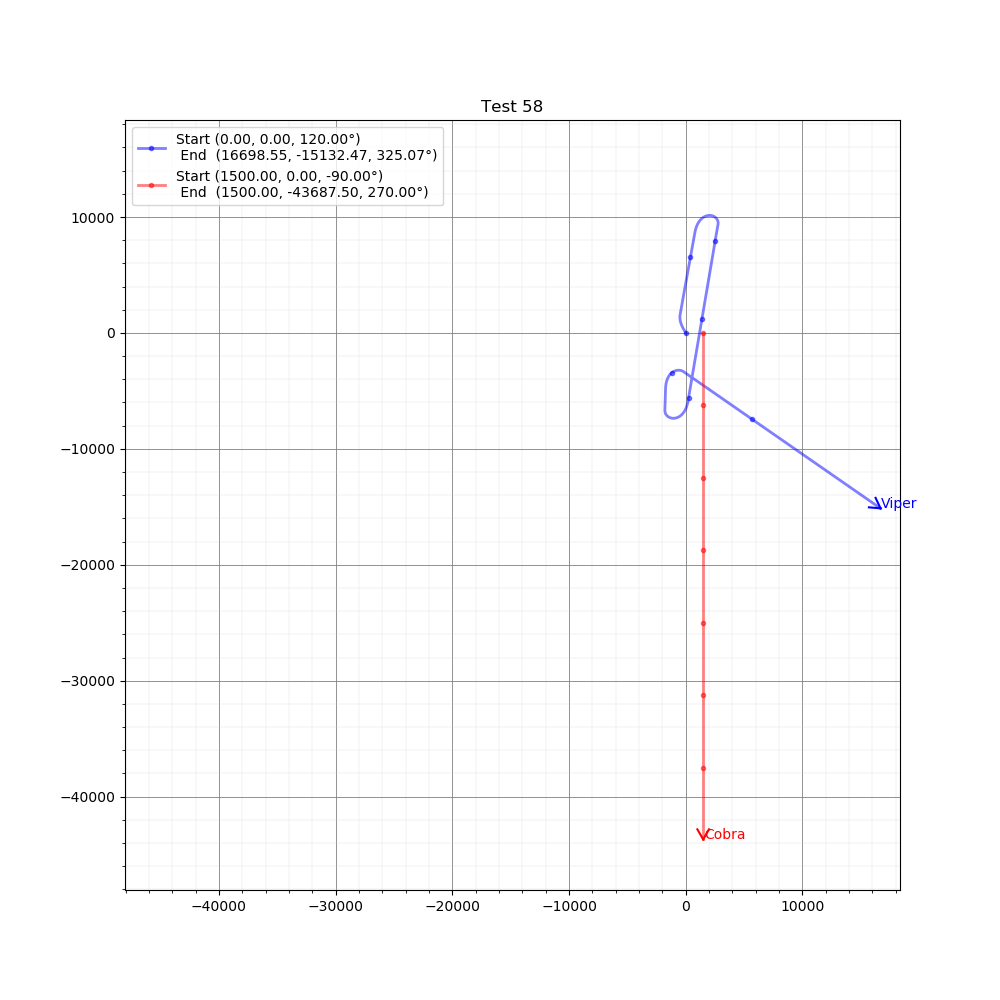 Test 58
Start (0.00, 0.00, 120.00°)
End (16698.55, -15132.47, 325.07°)
Start (1500.00, 0.00, -90.00°)
End (1500.00, -43687.50, 270.00°)
10000
0
−10000
−20000
−30000
−40000
Viper
Cobra
−40000 −30000 −20000 −10000 0 10000